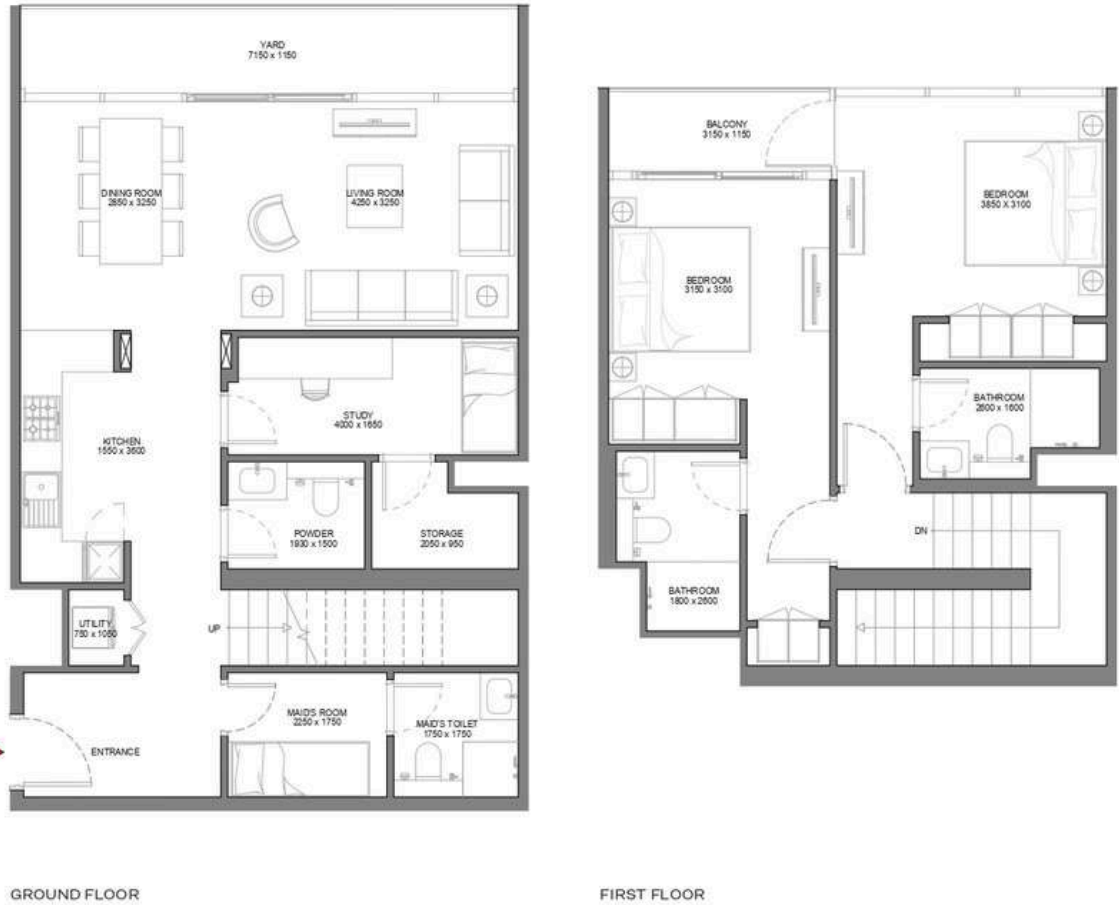 YARD
7150 x 1150
DINING ROOM
2850 x 3250
LIVING ROOM
4250 x 3250
KITCHEN
1550 x 3600
STUDY
4000 x 1650
POWDER
1930 x 1500
STORAGE
2050 x 950
UTILITY
750 x 1050
UP
MAID'S ROOM
2250 x 1750
MAID'S TOILET
1750 x 1750
ENTRANCE
GROUND FLOOR
BALCONY
3150 x 1150
BEDROOM
3850 X 3100
BEDROOM
3150 x 3100
BATHROOM
2600 x 1600
DN
BATHROOM
1800 x 2600
FIRST FLOOR